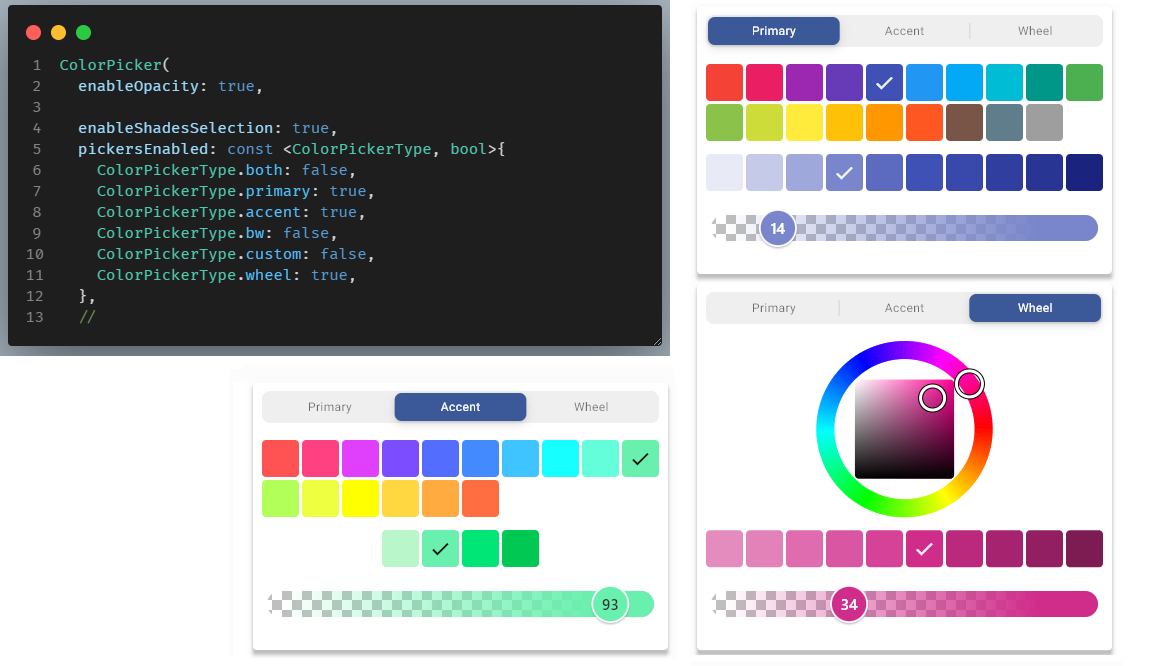 1 ColorPicker(
2   enableOpacity: true,
3
4   enableShadesSelection: true,
5   pickersEnabled: const <ColorPickerType, bool>{
6     ColorPickerType.both: false,
7     ColorPickerType.primary: true,
8     ColorPickerType.accent: true,
9     ColorPickerType.bw: false,
10     ColorPickerType.custom: false,
11     ColorPickerType.wheel: true,
12   },
13   //
Primary Accent Wheel
14
Primary Accent Wheel
34
Primary Accent Wheel
93